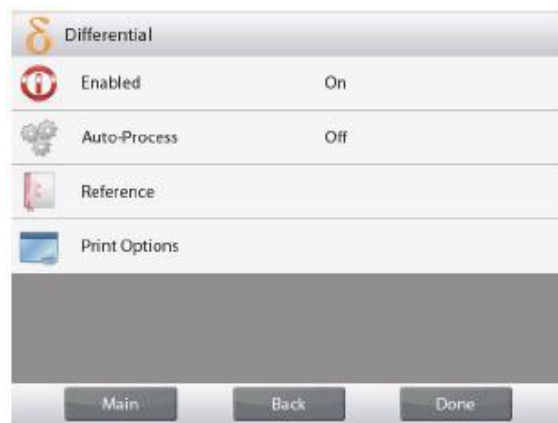 δ Differential
Enabled On
Auto-Process Off
Reference
Print Options
Main Back Done